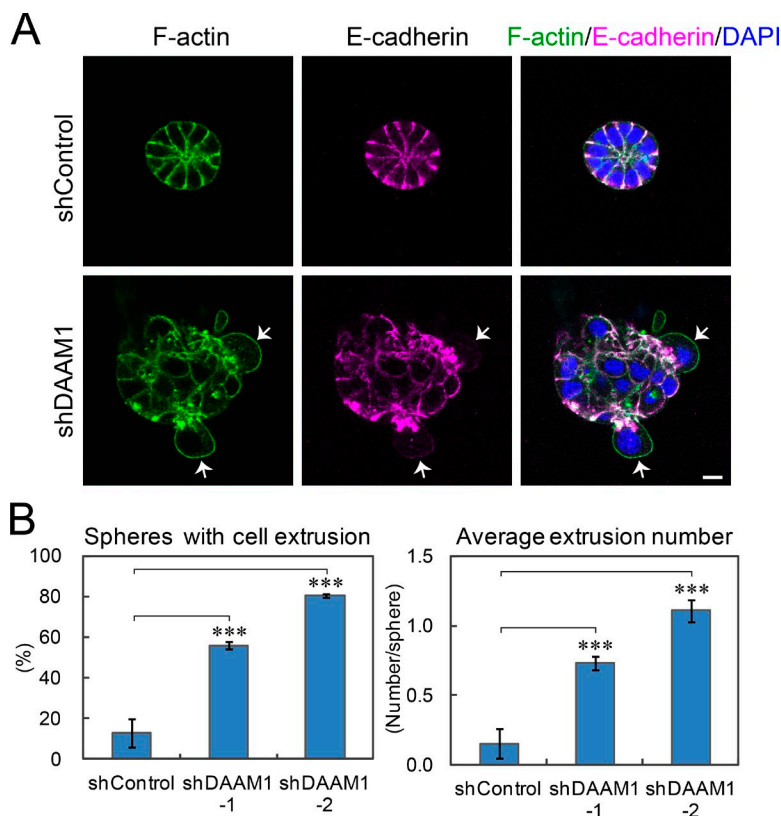 A
F-actin
E-cadherin
F-actin/E-cadherin/DAPI
shControl
shDAAM1
B
Spheres with cell extrusion
100
80
60
40
20
0
(%)
***
***
shControl
shDAAM1
-1
shDAAM1
-2
Average extrusion number
1.5
1.0
0.5
0.0
(Number/sphere)
***
***
shControl
shDAAM1
-1
shDAAM1
-2